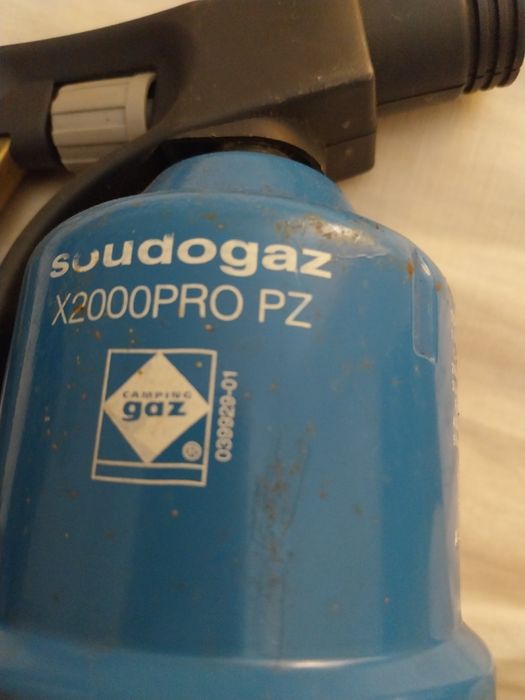 soudogaz
X2000PRO PZ
CAMPING
gaz
®
039929-01